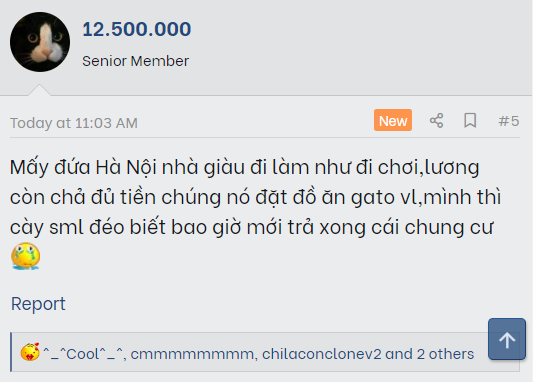 12.500.000
Senior Member
Today at 11:03 AM
New
#5
Mấy đứa Hà Nội nhà giàu đi làm như đi chơi,lương
còn chả đủ tiền chúng nó đặt đồ ăn gato vl,mình thì
cày sml đéo biết bao giờ mới trả xong cái chung cư
Report
^_^Cool^_^, cmmmmmmmm, chilaconclonev2 and 2 others